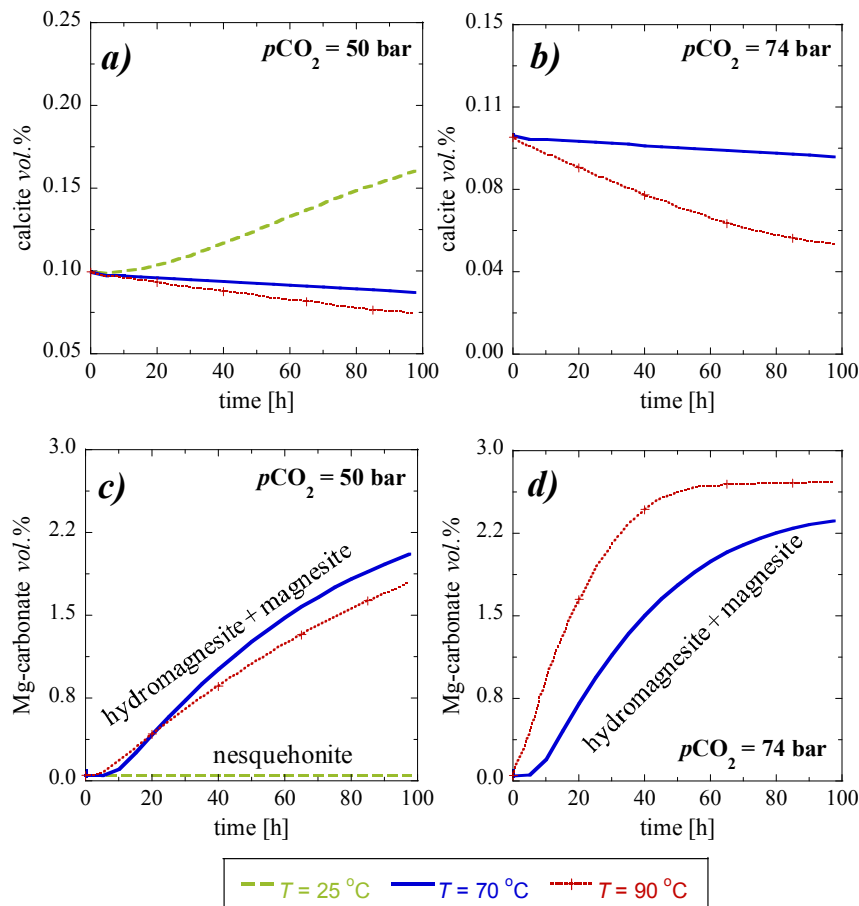 a)
pCO2 = 50 bar
0.25
0.20
0.15
0.10
0.05
calcite vol.%
0 20 40 60 80 100
time [h]
b)
pCO2 = 74 bar
0.15
0.11
0.08
0.04
0.00
calcite vol.%
0 20 40 60 80 100
time [h]
c)
pCO2 = 50 bar
3.0
2.2
1.5
0.8
0.0
Mg-carbonate vol.%
hydromagnesite + magnesite
nesquehonite
0 20 40 60 80 100
time [h]
d)
3.0
2.2
1.5
0.8
0.0
Mg-carbonate vol.%
hydromagnesite + magnesite
pCO2 = 74 bar
0 20 40 60 80 100
time [h]
T = 25 °C T = 70 °C T = 90 °C